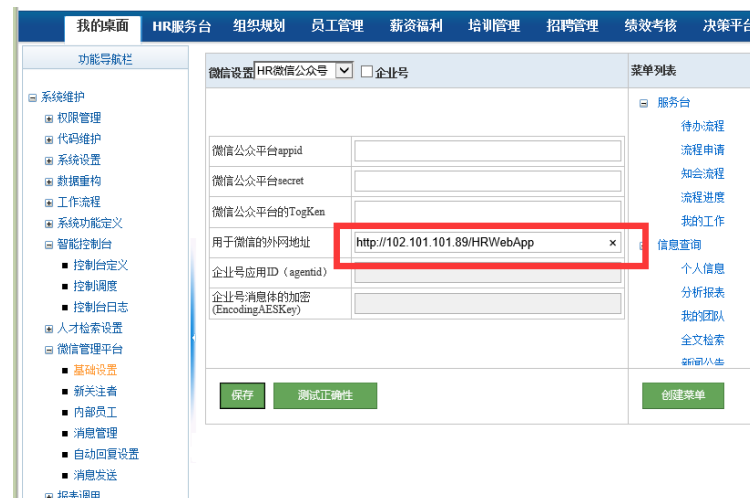 我的桌面 HR服务台 组织规划 员工管理 薪资福利 培训管理 招聘管理 绩效考核 决策平台
功能导航栏
系统维护
权限管理
代码维护
系统设置
数据重构
工作流程
系统功能定义
智能控制台
控制台定义
控制调度
控制台日志
人才检索设置
微信管理平台
基础设置
新关注者
内部员工
消息管理
自动回复设置
消息发送
报表调用
微信设置 HR微信公众号 企业号
微信公众平台appid
微信公众平台secret
微信公众平台的TogKen
用于微信的外网地址 http://102.101.101.89/HRWebApp ×
企业号应用ID（agentid）
企业号消息体的加密
(EncodingAESKey)
保存 测试正确性
菜单列表
服务台
待办流程
流程申请
知会流程
流程进度
我的工作
信息查询
个人信息
分析报表
我的团队
全文检索
新闻公告
创建菜单